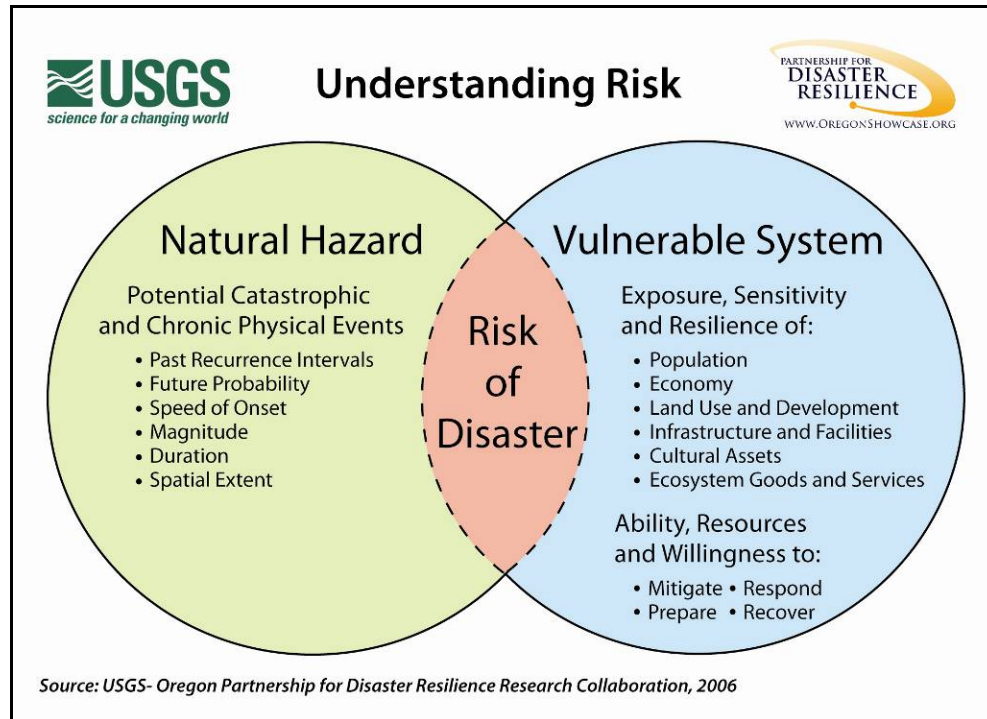 USGS
science for a changing world
Understanding Risk
PARTNERSHIP FOR
DISASTER
RESILIENCE
WWW.OREGONSHOWCASE.ORG
Natural Hazard
Potential Catastrophic
and Chronic Physical Events
• Past Recurrence Intervals
• Future Probability
• Speed of Onset
• Magnitude
• Duration
• Spatial Extent
Risk
of
Disaster
Vulnerable System
Exposure, Sensitivity
and Resilience of:
• Population
• Economy
• Land Use and Development
• Infrastructure and Facilities
• Cultural Assets
• Ecosystem Goods and Services
Ability, Resources
and Willingness to:
• Mitigate • Respond
• Prepare • Recover
Source: USGS- Oregon Partnership for Disaster Resilience Research Collaboration, 2006